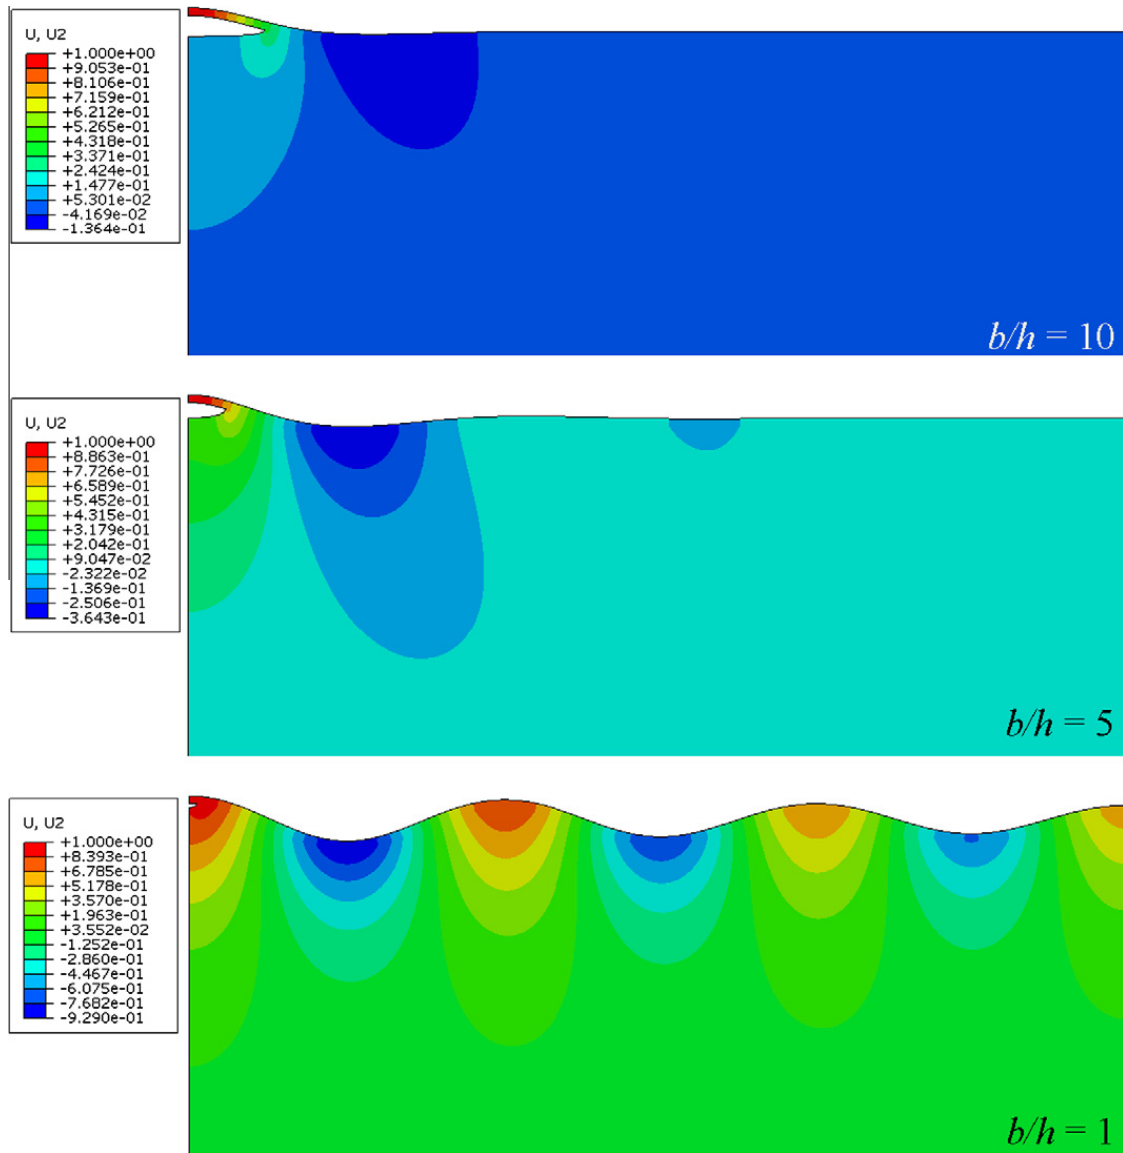 U, U2
+1.000e+00
+9.053e-01
+8.106e-01
+7.159e-01
+6.212e-01
+5.265e-01
+4.318e-01
+3.371e-01
+2.424e-01
+1.477e-01
+5.301e-02
-4.169e-02
-1.364e-01
b/h = 10
U, U2
+1.000e+00
+8.863e-01
+7.726e-01
+6.589e-01
+5.452e-01
+4.315e-01
+3.179e-01
+2.042e-01
+9.047e-02
-2.322e-02
-1.369e-01
-2.506e-01
-3.643e-01
b/h = 5
U, U2
+1.000e+00
+8.393e-01
+6.785e-01
+5.178e-01
+3.570e-01
+1.963e-01
+3.552e-02
-1.252e-01
-2.860e-01
-4.467e-01
-6.075e-01
-7.682e-01
-9.290e-01
b/h = 1